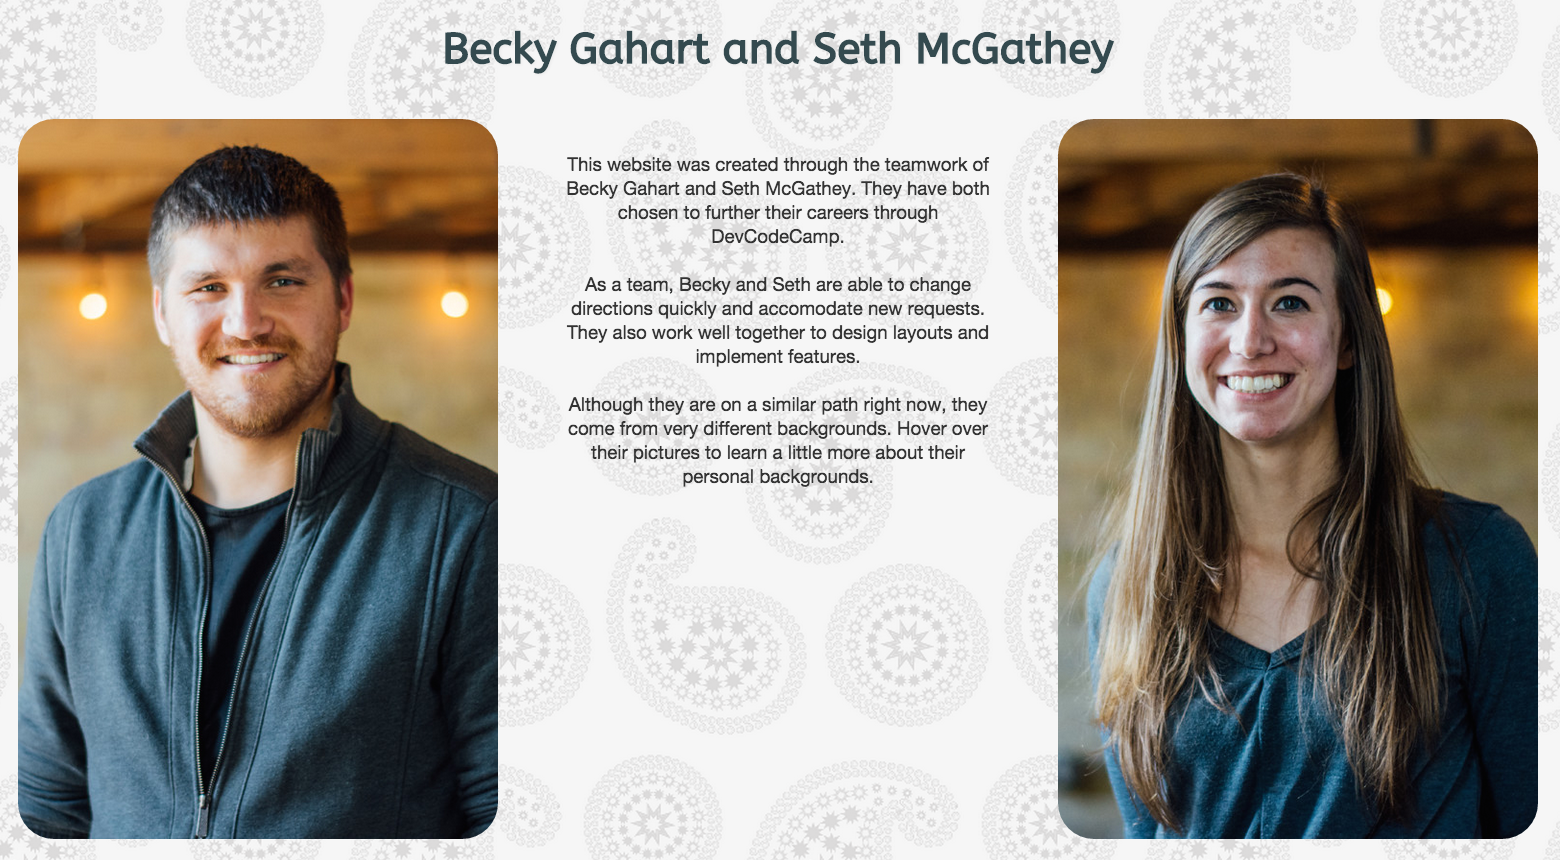 Becky Gahart and Seth McGathey
This website was created through the teamwork of
Becky Gahart and Seth McGathey. They have both
chosen to further their careers through
DevCodeCamp.
As a team, Becky and Seth are able to change
directions quickly and accomodate new requests.
They also work well together to design layouts and
implement features.
Although they are on a similar path right now, they
come from very different backgrounds. Hover over
their pictures to learn a little more about their
personal backgrounds.